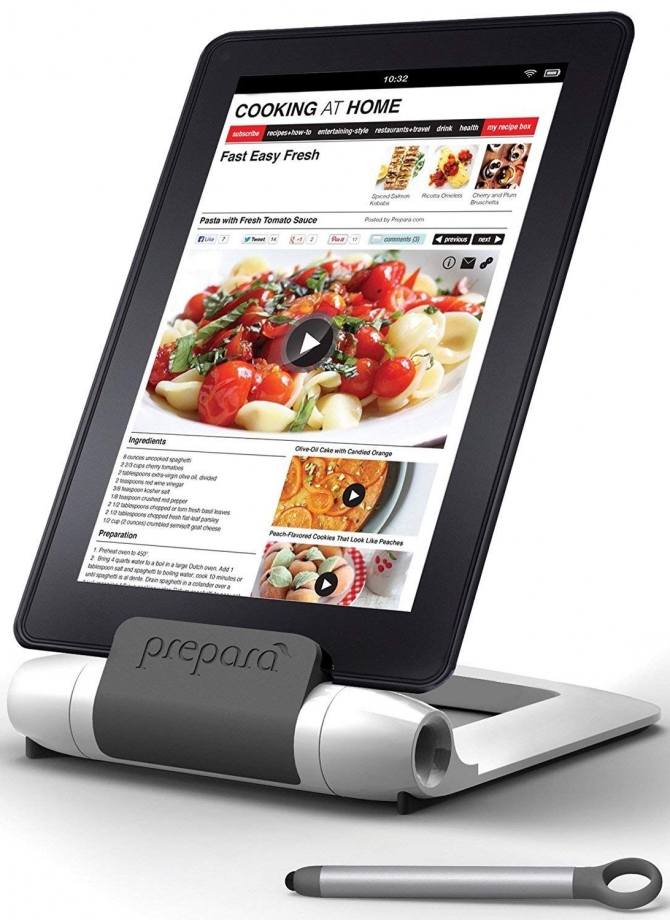 10:32
COOKING AT HOME
subscribe recipes+how-to entertaining-style restaurants+travel drink health my recipe box
Fast Easy Fresh
Spiced Salmon Kebabs
Ricotta Omelets
Cherry and Plum Bruschetta
Pasta with Fresh Tomato Sauce
Posted by Prepara.com
Like 7 Tweet 14 +1 2 Pin it 17 comments (3) previous next
Ingredients
8 ounces uncooked spaghetti
2 2/3 cups cherry tomatoes
2 tablespoons extra-virgin olive oil, divided
2 teaspoons red wine vinegar
3/8 teaspoon kosher salt
1/8 teaspoon crushed red pepper
2 1/2 tablespoons chopped or torn fresh basil leaves
2 1/2 tablespoons chopped fresh flat-leaf parsley
1/2 cup (2 ounces) crumbled semisoft goat cheese
Preparation
1. Preheat oven to 450°
2. Bring 4 quarts water to a boil in a large Dutch oven. Add 1
tablespoon salt and spaghetti to boiling water, cook 10 minutes or
until spaghetti is al dente. Drain spaghetti in a colander over a
Olive-Oil Cake with Candied Orange
Peach-Flavored Cookies That Look Like Peaches
prepara